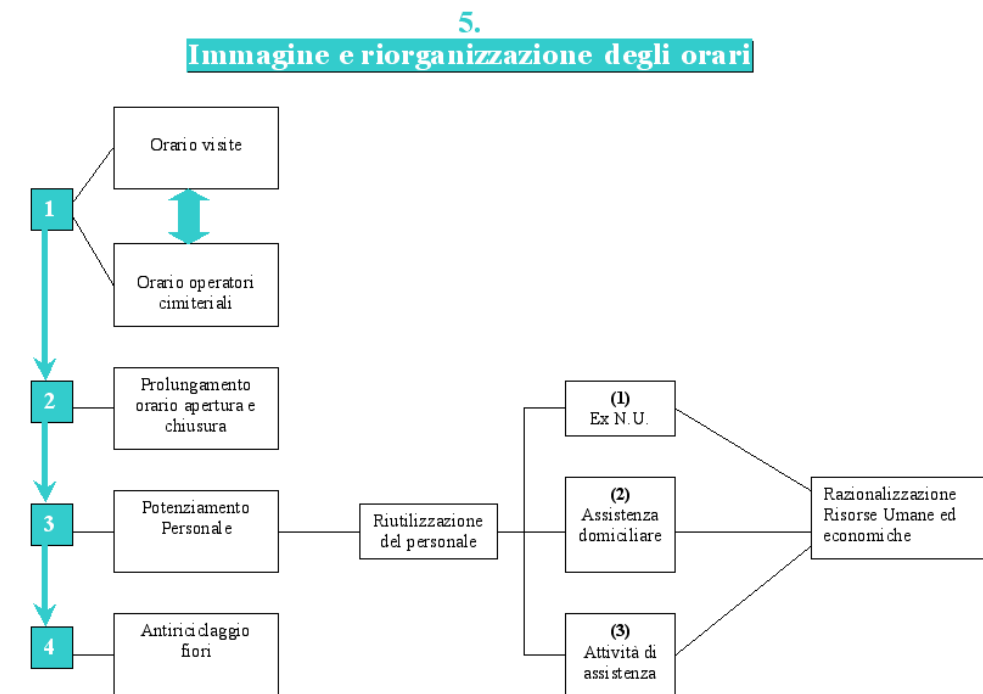 5.
Immagine e riorganizzazione degli orari
Orario visite
1
Orario operatori
cimiteriali
2
Prolungamento
orario apertura e
chiusura
3
Potenziamento
Personale
Riutilizzazione
del personale
(1)
Ex N.U.
(2)
Assistenza
domiciliare
(3)
Attività di
assistenza
Razionalizzazione
Risorse Umane ed
economiche
4
Antiriciclaggio
fiori